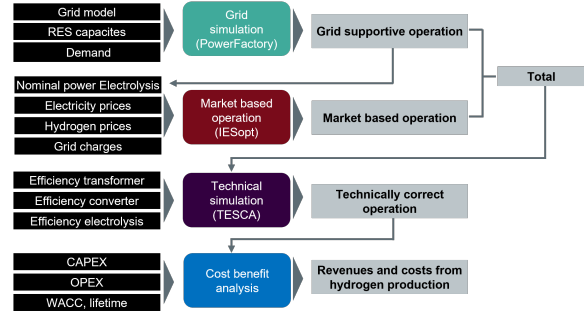 Grid model
RES capacites
Demand
Grid
simulation
(PowerFactory)
Grid supportive operation
Nominal power Electrolysis
Electricity prices
Hydrogen prices
Grid charges
Market based
operation
(IESopt)
Market based operation
Total
Efficiency transformer
Efficiency converter
Efficiency electrolysis
Technical
simulation
(TESCA)
Technically correct
operation
CAPEX
OPEX
WACC, lifetime
Cost benefit
analysis
Revenues and costs from
hydrogen production